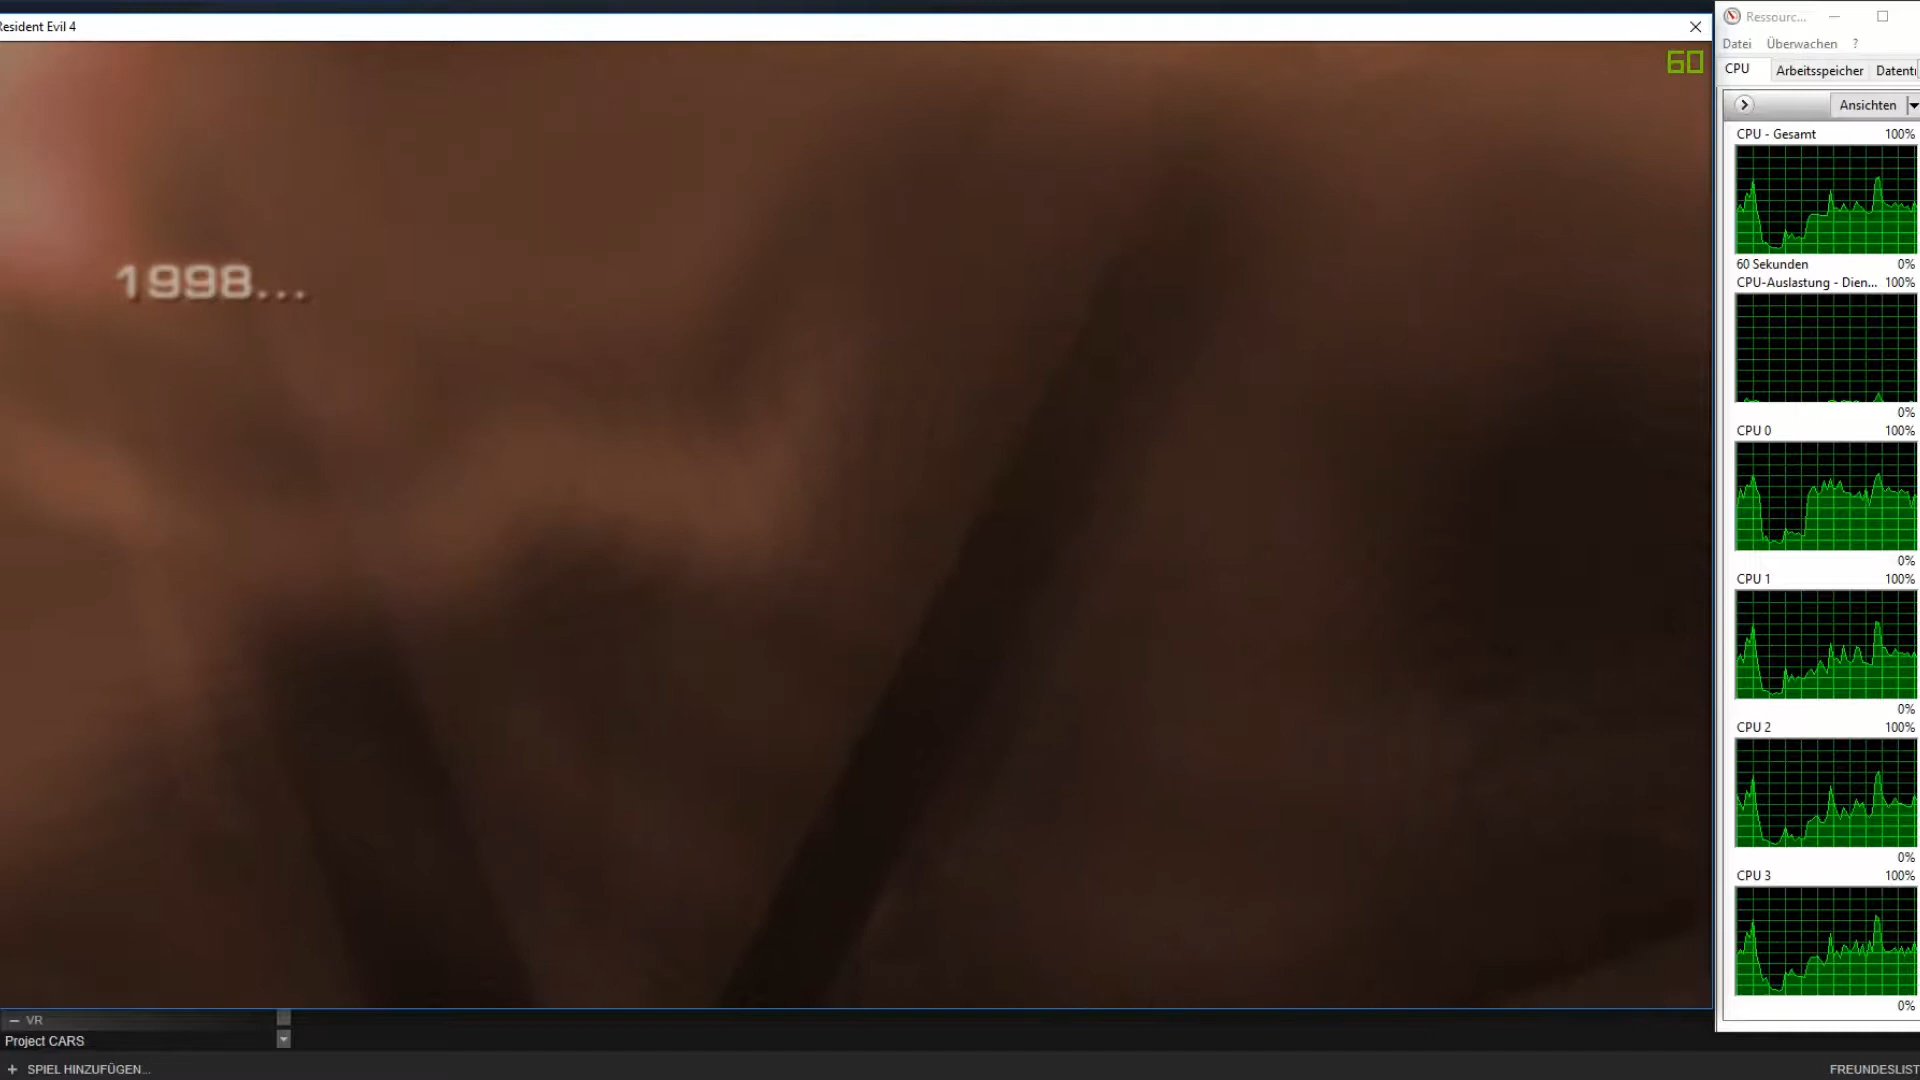 Resident Evil 4
60
1998...
Ressourc...
Datei Überwachen ?
CPU Arbeitsspeicher Datentr
Ansichten
CPU - Gesamt 100%
60 Sekunden 0%
CPU-Auslastung - Dien... 100%
0%
CPU 0 100%
0%
CPU 1 100%
0%
CPU 2 100%
0%
CPU 3 100%
0%
VR
Project CARS
+ SPIEL HINZUFÜGEN...
FREUNDESLIST